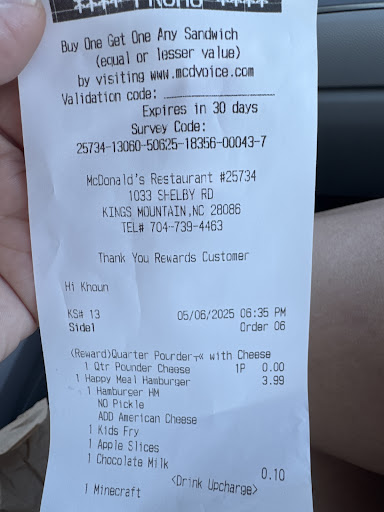 Buy One Get One Any Sandwich
(equal or lesser value)
by visiting www.mcdvoice.com
Validation code: ________________
Expires in 30 days
Survey Code:
25734-13060-50625-18356-00043-7
McDonald's Restaurant #25734
1033 SHELBY RD
KINGS MOUNTAIN,NC 28086
TEL# 704-739-4463
Thank You Rewards Customer
Hi Khoun
KS# 13 05/06/2025 06:35 PM
Side1 Order 06
(Reward)Quarter Pounder┬« with Cheese
1 Qtr Pounder Cheese 1P 0.00
1 Happy Meal Hamburger 3.99
1 Hamburger HM
NO Pickle
ADD American Cheese
1 Kids Fry
1 Apple Slices
1 Chocolate Milk
<Drink Upcharge> 0.10
1 Minecraft